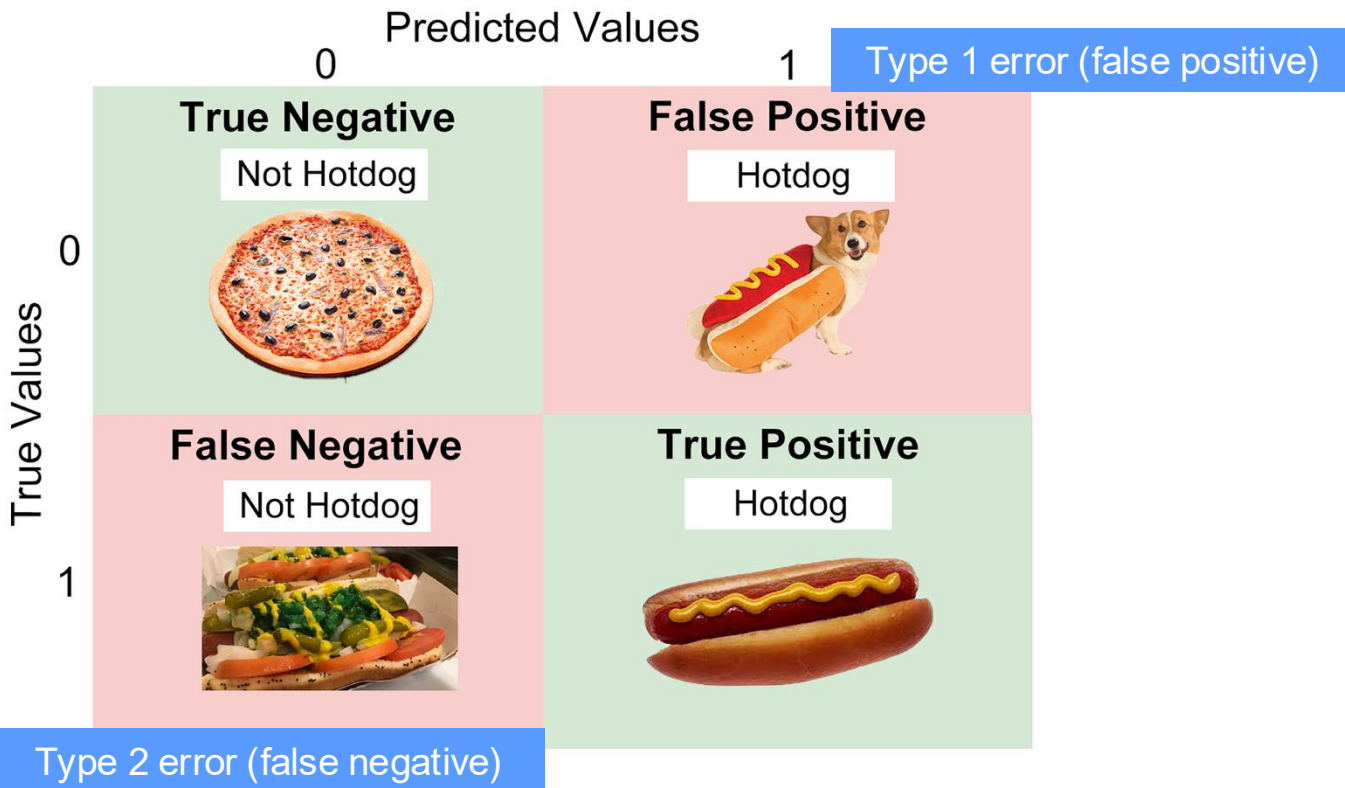 Predicted Values
0
1
Type 1 error (false positive)
True Negative
False Positive
Not Hotdog
Hotdog
0
True Values
False Negative
True Positive
Not Hotdog
Hotdog
1
Type 2 error (false negative)